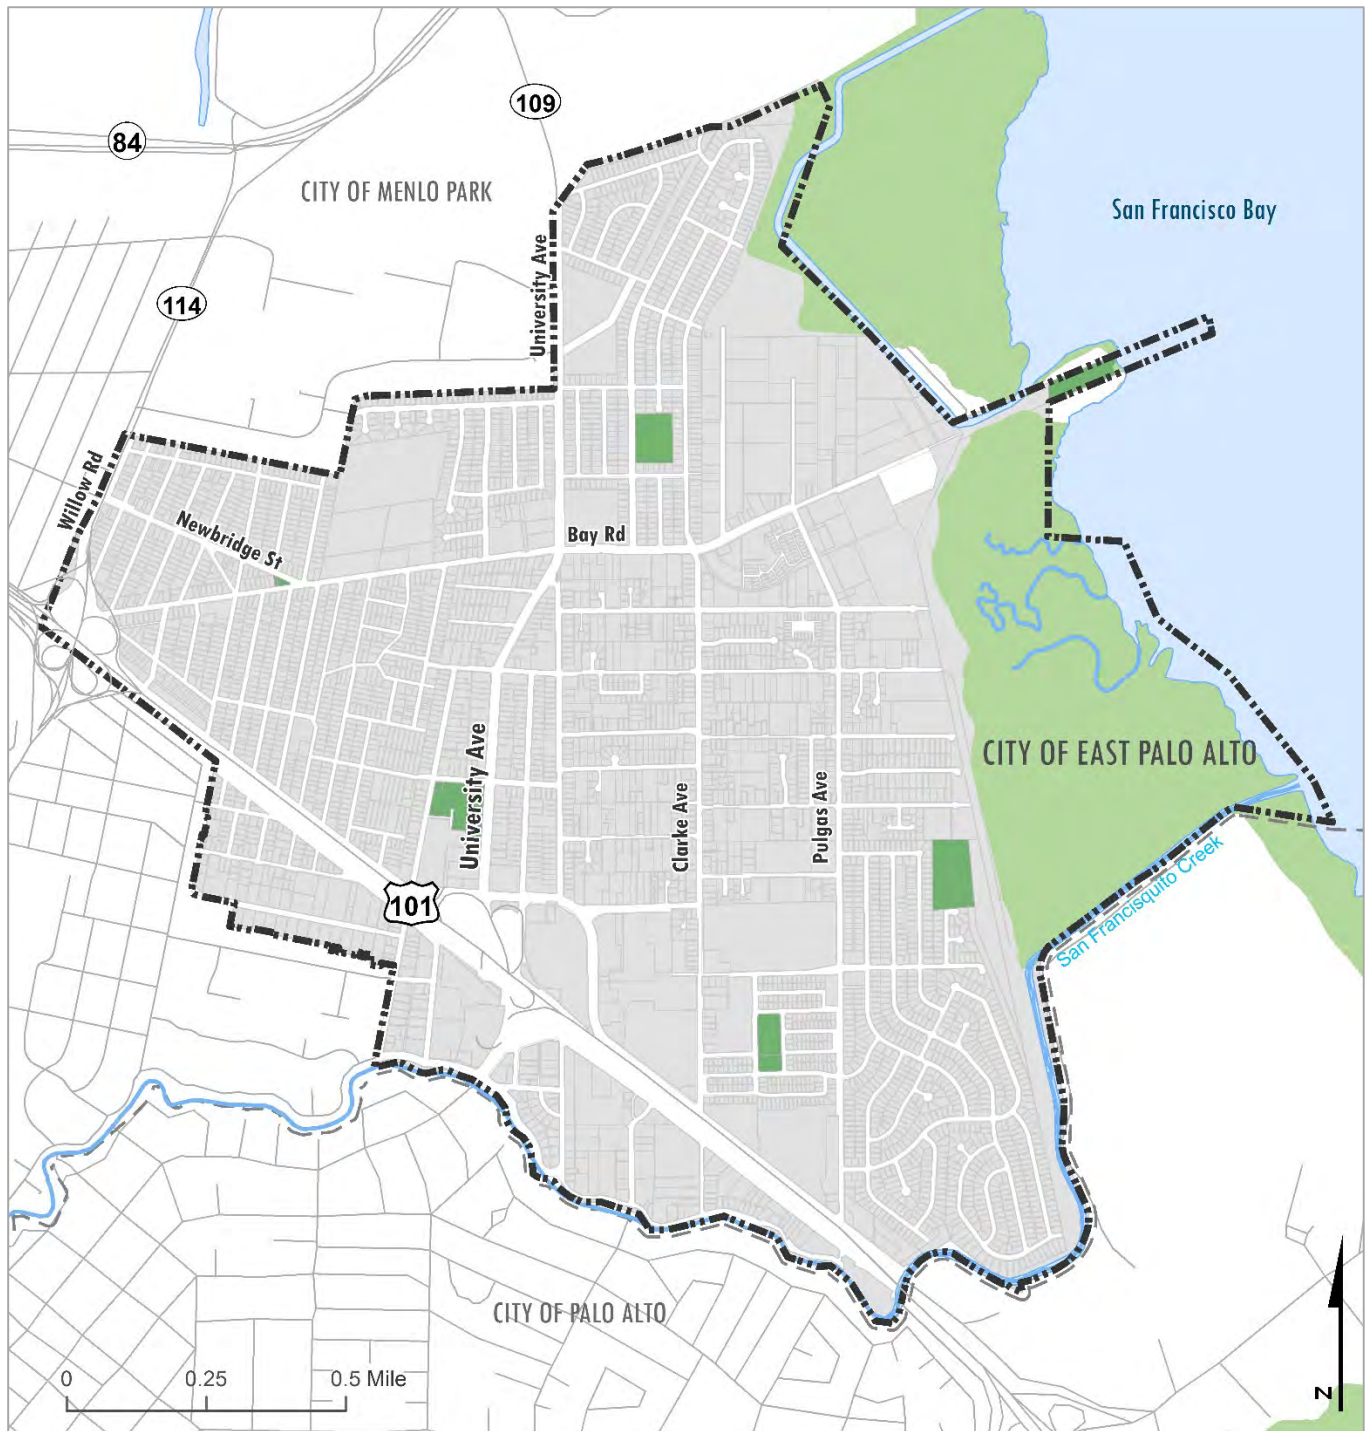 109
84
CITY OF MENLO PARK
San Francisco Bay
University Ave
114
Willow Rd
Newbridge St
Bay Rd
University Ave
CITY OF EAST PALO ALTO
Clarke Ave
Pulgas Ave
101
San Francisquito Creek
CITY OF PALO ALTO
0 0.25 0.5 Mile
N